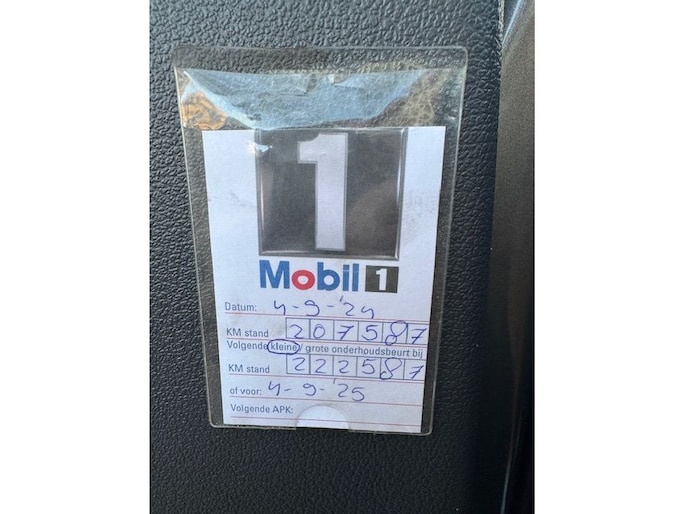 1
Mobil 1
Datum: 4-9-'24
KM stand 207587
Volgende kleine / grote onderhoudsbeurt bij
KM stand 222587
of voor: 4-9-'25
Volgende APK: